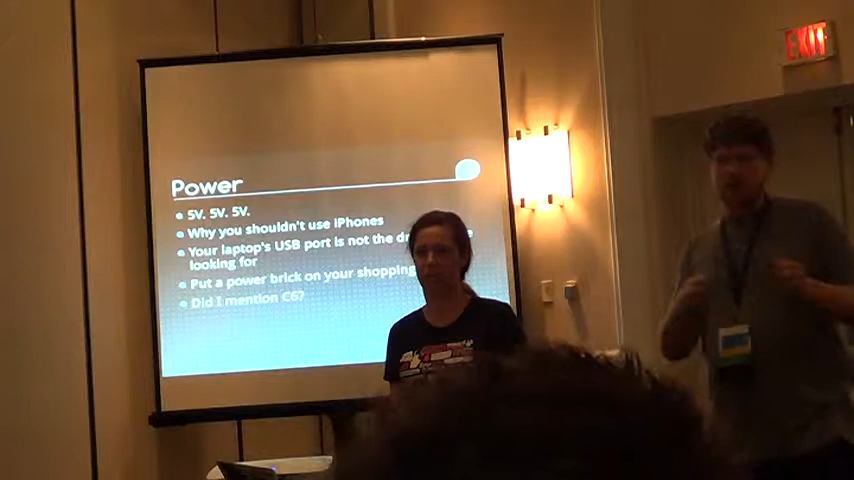 EXIT
Power
5V. 5V. 5V.
Why you shouldn't use iPhones
Your laptop's USB port is not the
looking for
Put a power brick on your shopping
Did I mention C6?